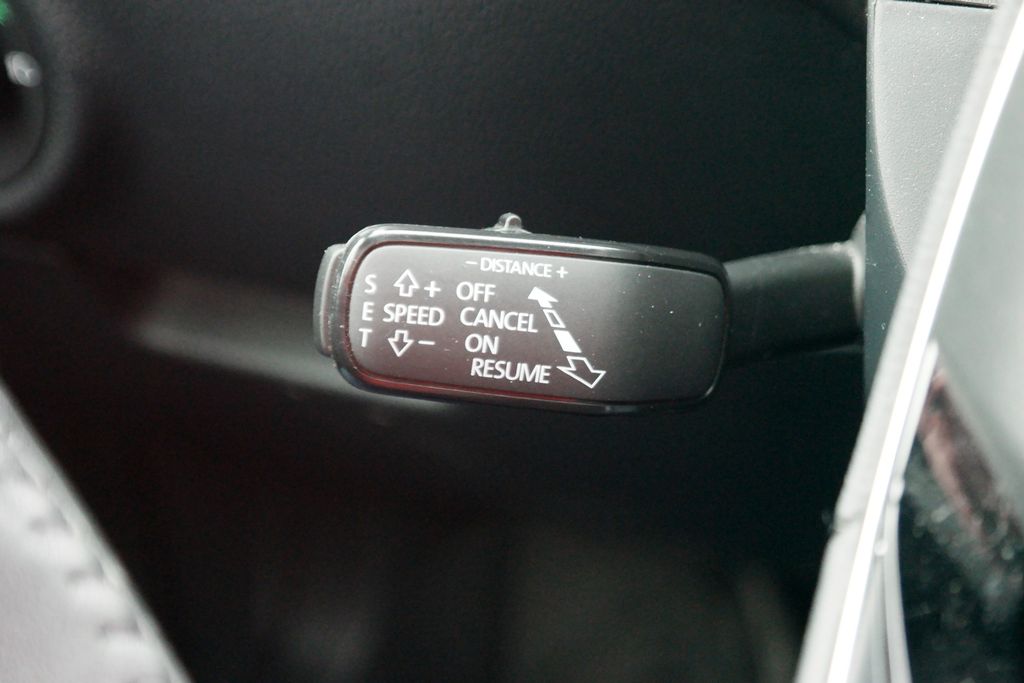 – DISTANCE +
S + OFF
E SPEED CANCEL
T – ON
RESUME